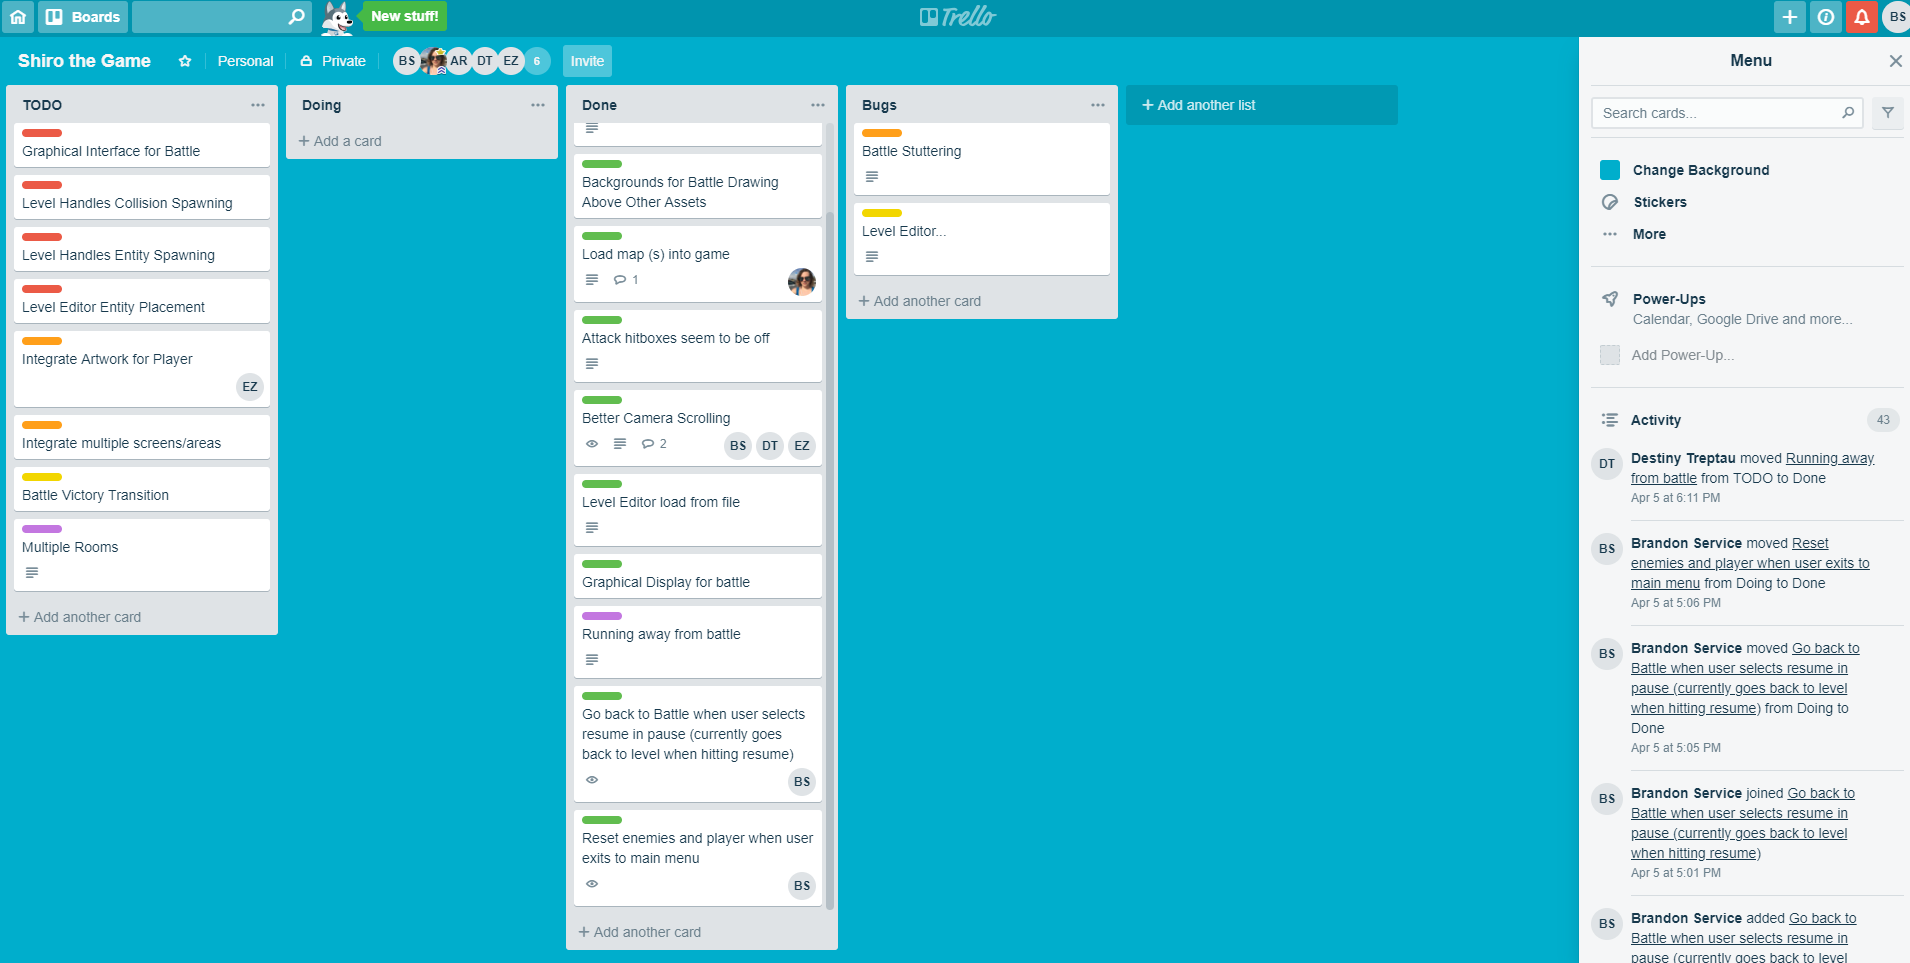 Boards
New stuff!
Trello
BS
Shiro the Game
Personal
Private
BS AR DT EZ 6
Invite
TODO
Graphical Interface for Battle
Level Handles Collision Spawning
Level Handles Entity Spawning
Level Editor Entity Placement
Integrate Artwork for Player
EZ
Integrate multiple screens/areas
Battle Victory Transition
Multiple Rooms
+ Add another card
Doing
+ Add a card
Done
Backgrounds for Battle Drawing
Above Other Assets
Load map (s) into game
1
Attack hitboxes seem to be off
Better Camera Scrolling
2 BS DT EZ
Level Editor load from file
Graphical Display for battle
Running away from battle
Go back to Battle when user selects
resume in pause (currently goes
back to level when hitting resume)
BS
Reset enemies and player when user
exits to main menu
BS
+ Add another card
Bugs
Battle Stuttering
Level Editor...
+ Add another card
+ Add another list
Menu
Search cards...
Change Background
Stickers
More
Power-Ups
Calendar, Google Drive and more...
Add Power-Up...
Activity 43
DT
Destiny Treptau moved Running away
from battle from TODO to Done
Apr 5 at 6:11 PM
BS
Brandon Service moved Reset
enemies and player when user exits to
main menu from Doing to Done
Apr 5 at 5:06 PM
BS
Brandon Service moved Go back to
Battle when user selects resume in
pause (currently goes back to level
when hitting resume) from Doing to
Done
Apr 5 at 5:05 PM
BS
Brandon Service joined Go back to
Battle when user selects resume in
pause (currently goes back to level
when hitting resume)
Apr 5 at 5:01 PM
BS
Brandon Service added Go back to
Battle when user selects resume in
pause (currently goes back to level